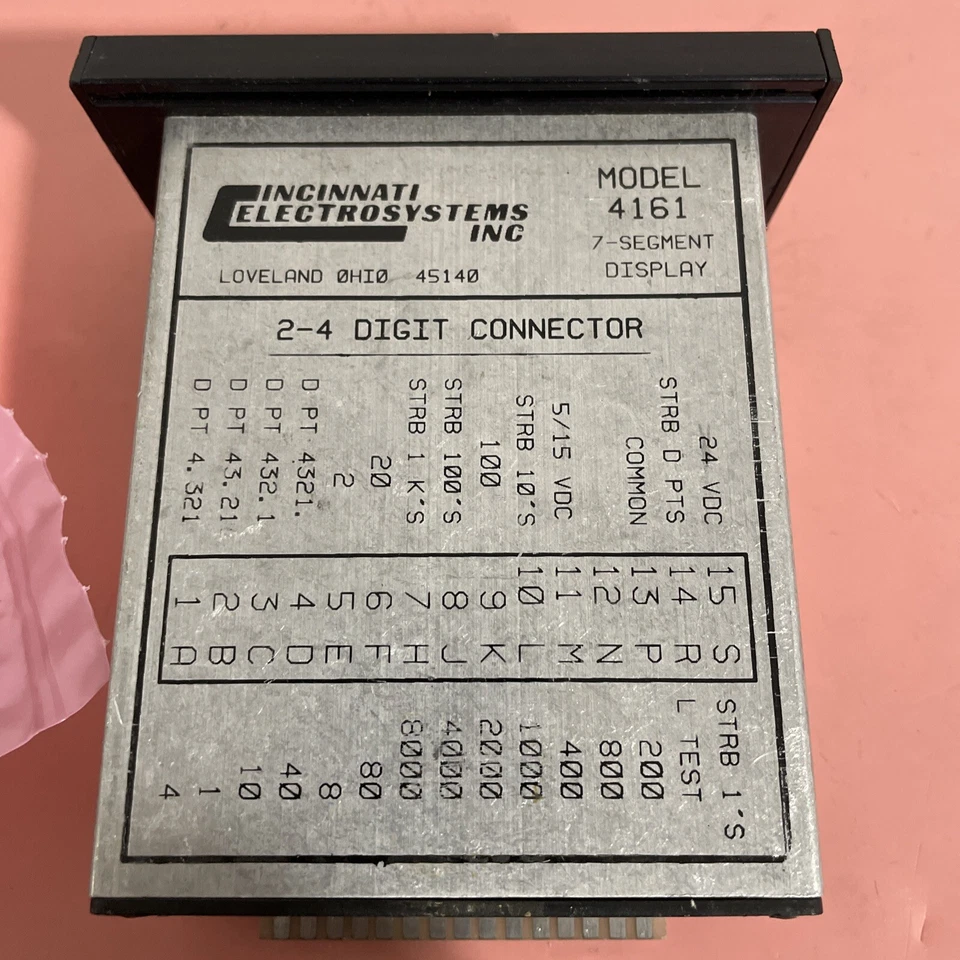 CINCINNATI
ELECTROSYSTEMS
INC
LOVELAND OHIO 45140
MODEL
4161
7-SEGMENT
DISPLAY
2-4 DIGIT CONNECTOR
24 VDC 15 S STRB 1'S
STRB D PTS 14 R L TEST
COMMON 13 P 200
12 N 800
5/15 VDC 11 M 400
STRB 10'S 10 L 1000
100 9 K 2000
STRB 100'S 8 J 4000
STRB 1 K'S 7 H 8000
20 6 F 80
2 5 E 8
D PT 4321. 4 D 40
D PT 432.1 3 C 10
D PT 43.21 2 B 1
D PT 4.321 1 A 4